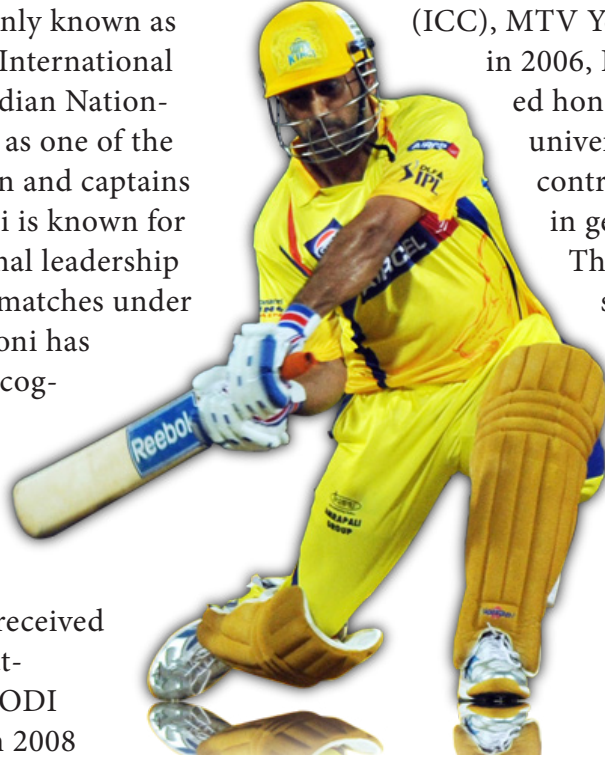 nly known as
International
dian Nation-
as one of the
n and captains
i is known for
nal leadership
matches under
oni has
cog-
received
t-
ODI
n 2008
(ICC), MTV Y
in 2006,
ed hon
univer
contr
in ge
Th
s
IPL
AIRCEL
Reebok
GROUP